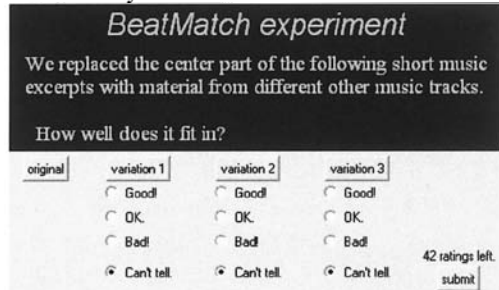 BeatMatch experiment
We replaced the center part of the following short music
excerpts with material from different other music tracks.
How well does it fit in?
original variation 1 variation 2 variation 3
Good! Good! Good!
OK. OK. OK.
Bad! Bad! Bad!
42 ratings left.
Can't tell. Can't tell. Can't tell. submit